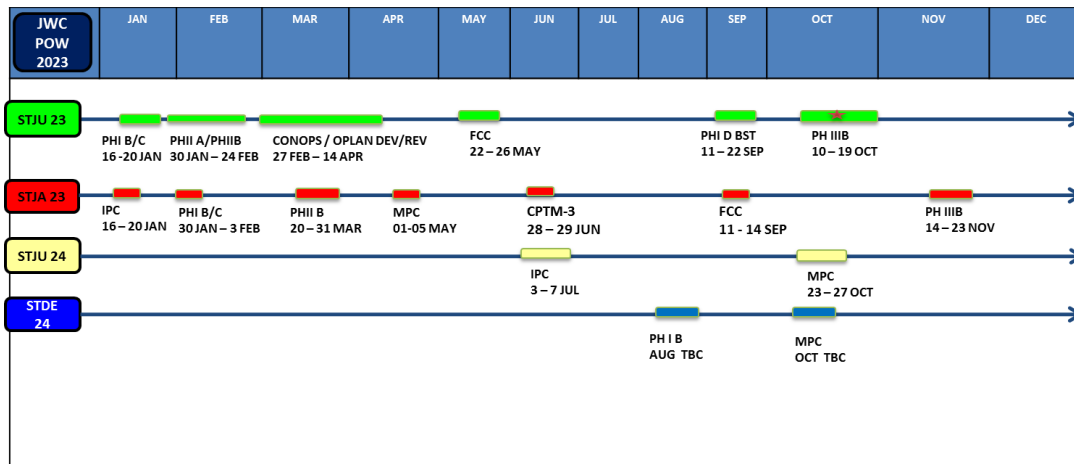 JWC
POW
2023
JAN
FEB
MAR
APR
MAY
JUN
JUL
AUG
SEP
OCT
NOV
DEC
STJU 23
PHI B/C
16 -20 JAN
PHII A/PHIIB
30 JAN – 24 FEB
CONOPS / OPLAN DEV/REV
27 FEB – 14 APR
FCC
22 – 26 MAY
PHI D BST
11 – 22 SEP
PH IIIB
10 – 19 OCT
STJA 23
IPC
16 – 20 JAN
PHI B/C
30 JAN – 3 FEB
PHII B
20 – 31 MAR
MPC
01-05 MAY
CPTM-3
28 – 29 JUN
FCC
11 - 14 SEP
PH IIIB
14 – 23 NOV
STJU 24
IPC
3 – 7 JUL
MPC
23 – 27 OCT
STDE
24
PH I B
AUG TBC
MPC
OCT TBC